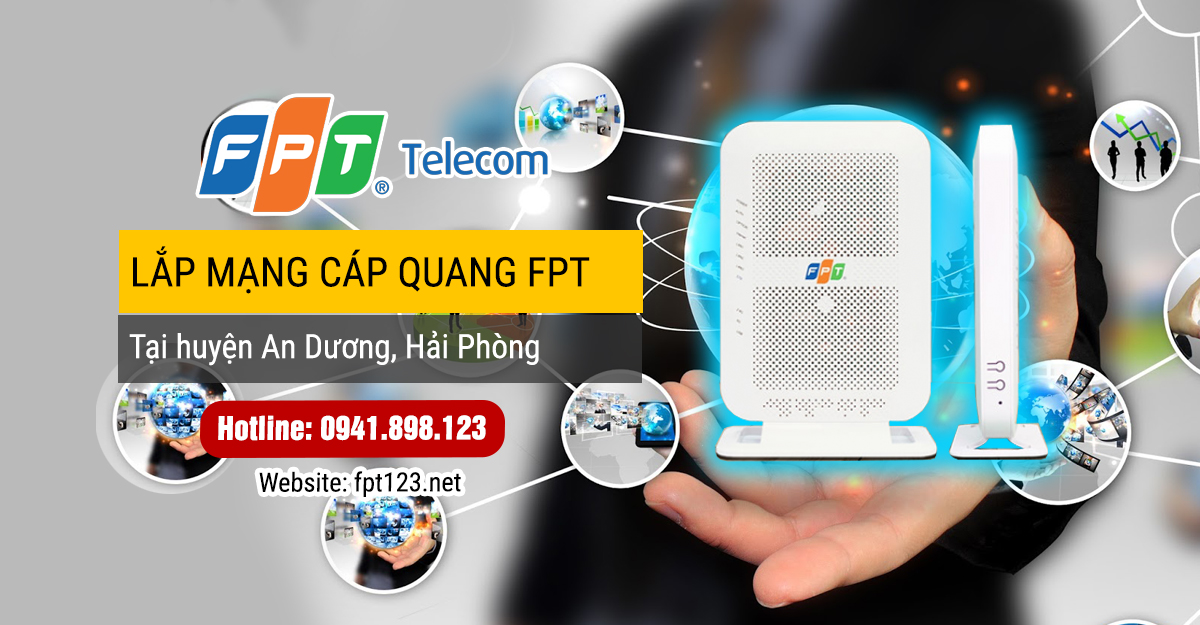 FPT® Telecom
LẮP MẠNG CÁP QUANG FPT
Tại huyện An Dương, Hải Phòng
Hotline: 0941.898.123
Website: fpt123.net
FPT